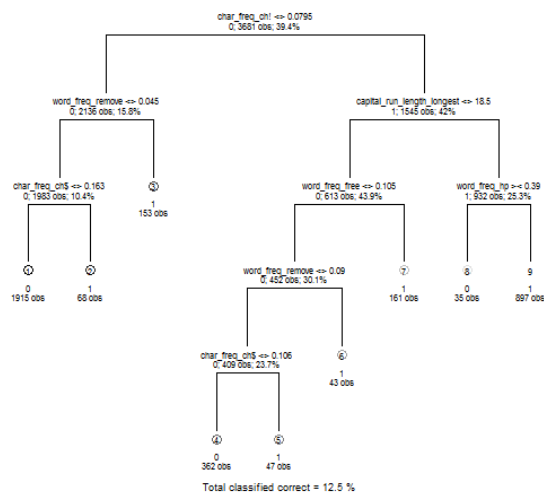 char_freq_ch! <> 0.0795
0; 3681 obs; 39.4%
word_freq_remove <> 0.045
0; 2136 obs; 15.8%
capital_run_length_longest <> 18.5
1; 1545 obs; 42%
char_freq_ch$ <> 0.163
0; 1983 obs; 10.4%
3
1
153 obs
word_freq_free <> 0.105
0; 613 obs; 43.9%
word_freq_hp >< 0.39
1; 932 obs; 25.3%
1
0
1915 obs
2
1
68 obs
word_freq_remove <> 0.09
0; 452 obs; 30.1%
7
1
161 obs
8
0
35 obs
9
1
897 obs
char_freq_ch$ <> 0.106
0; 409 obs; 23.7%
6
1
43 obs
4
0
362 obs
5
1
47 obs
Total classified correct = 12.5 %